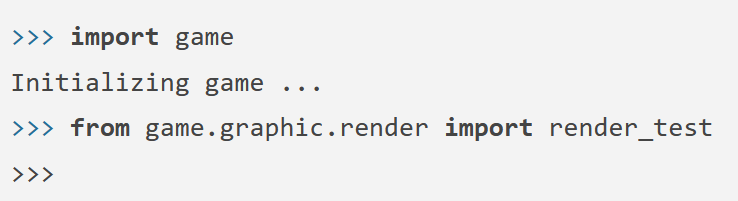 >>> import game
Initializing game ...
>>> from game.graphic.render import render_test
>>>